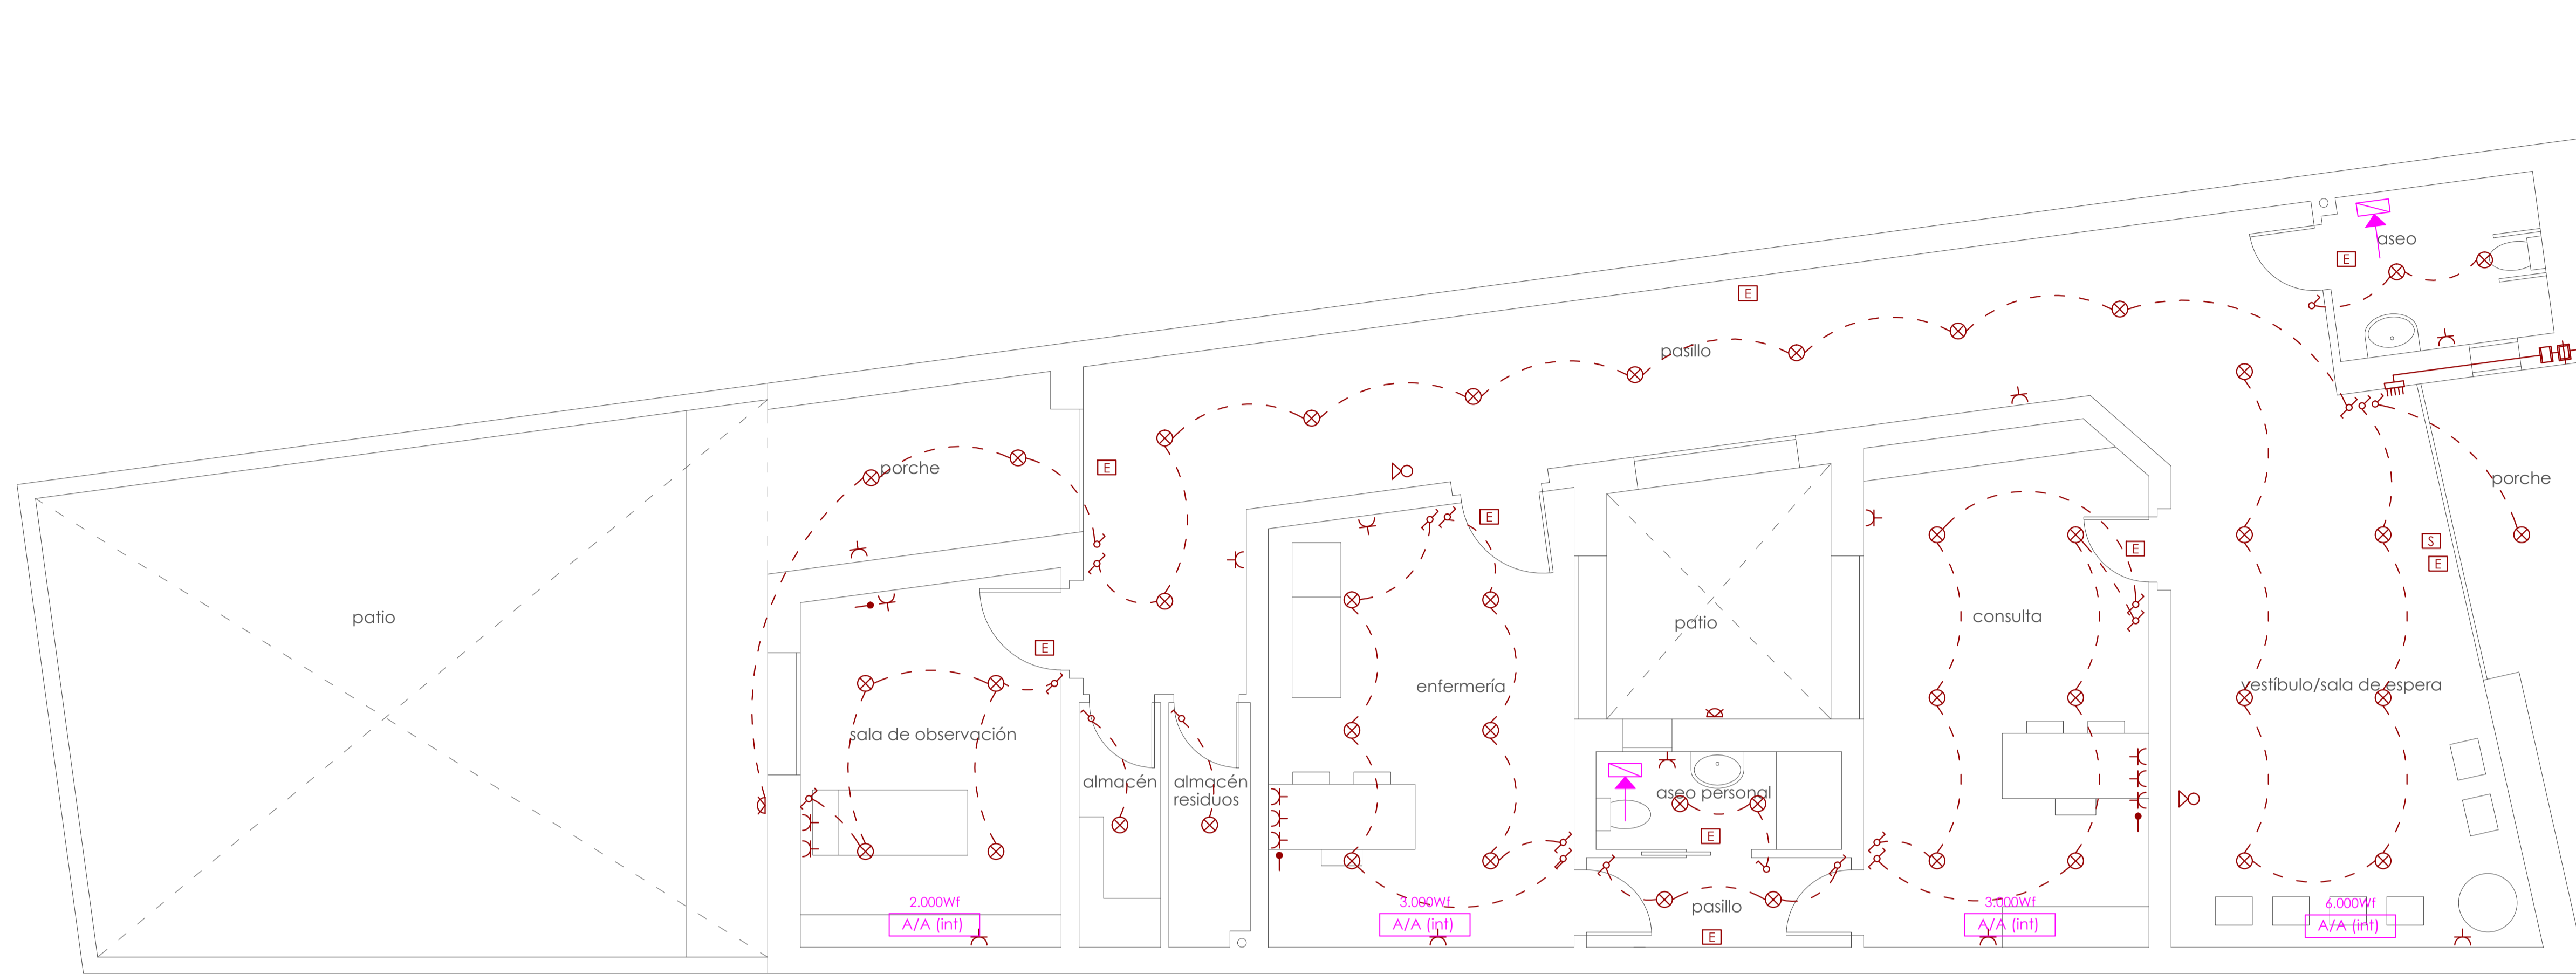 aseo
E
E
pasillo
porche
E
porche
E
S
E
E
patio
patio
consulta
E
enfermería
vestíbulo/sala de espera
sala de observación
almacén
almacén
residuos
aseo personal
E
2.000Wf
A/A (int)
3.000Wf
A/A (int)
pasillo
E
3.000Wf
A/A (int)
6.000Wf
A/A (int)